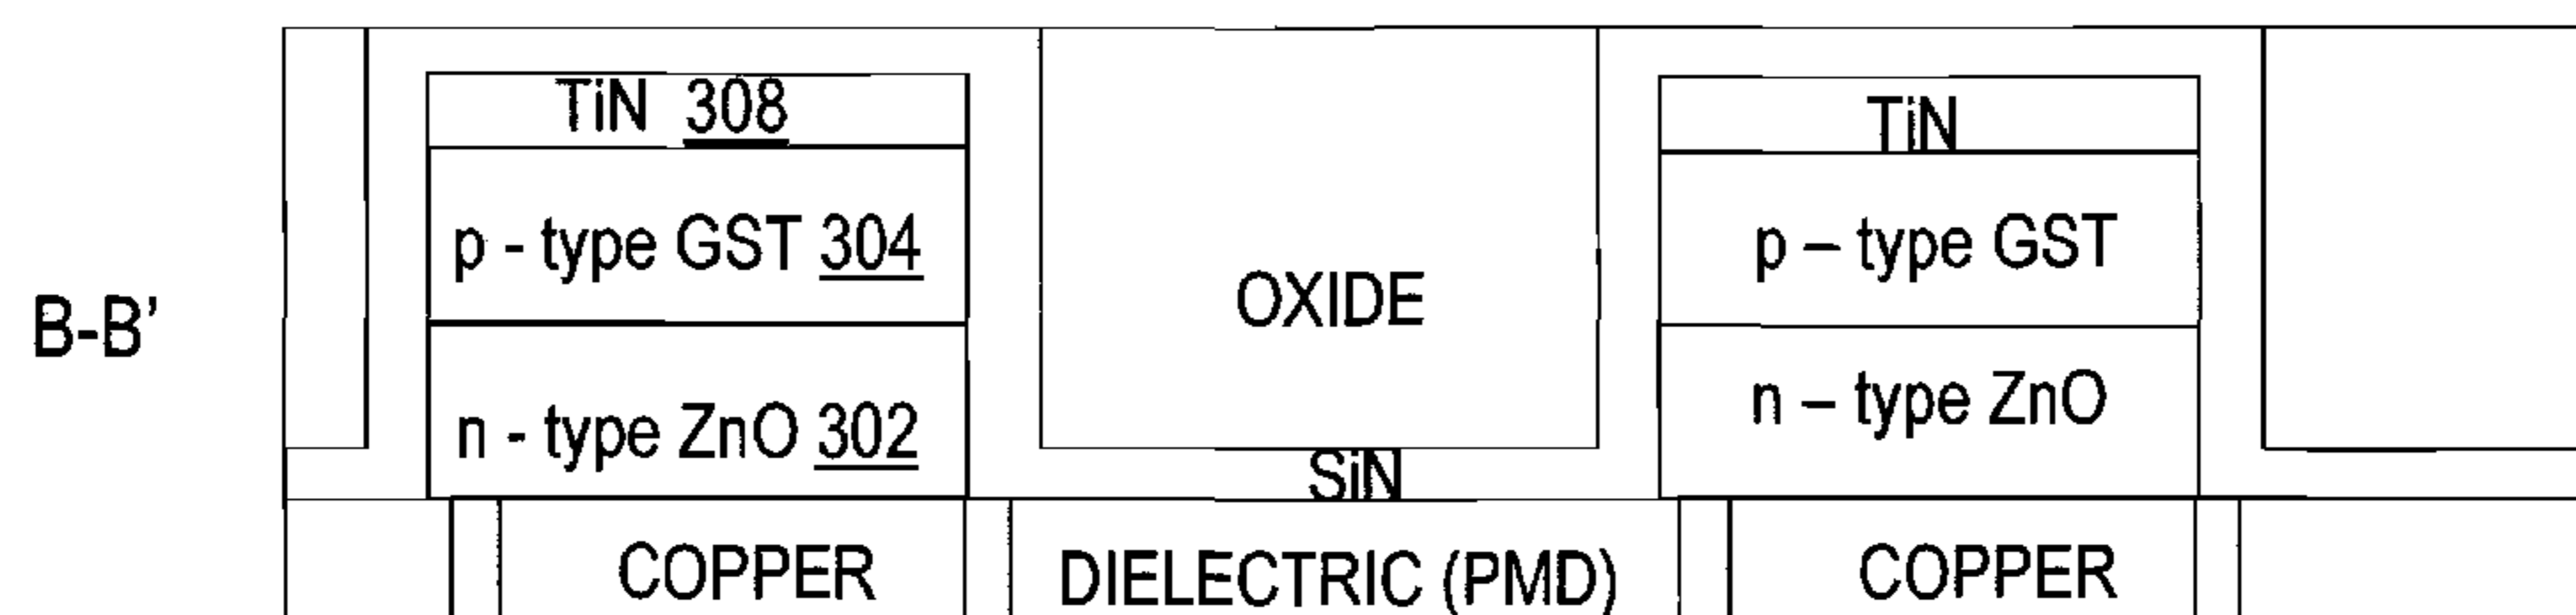 TiN 308
TiN
p - type GST 304
p – type GST
OXIDE
B-B’
n - type ZnO 302
n – type ZnO
SiN
COPPER
DIELECTRIC (PMD)
COPPER